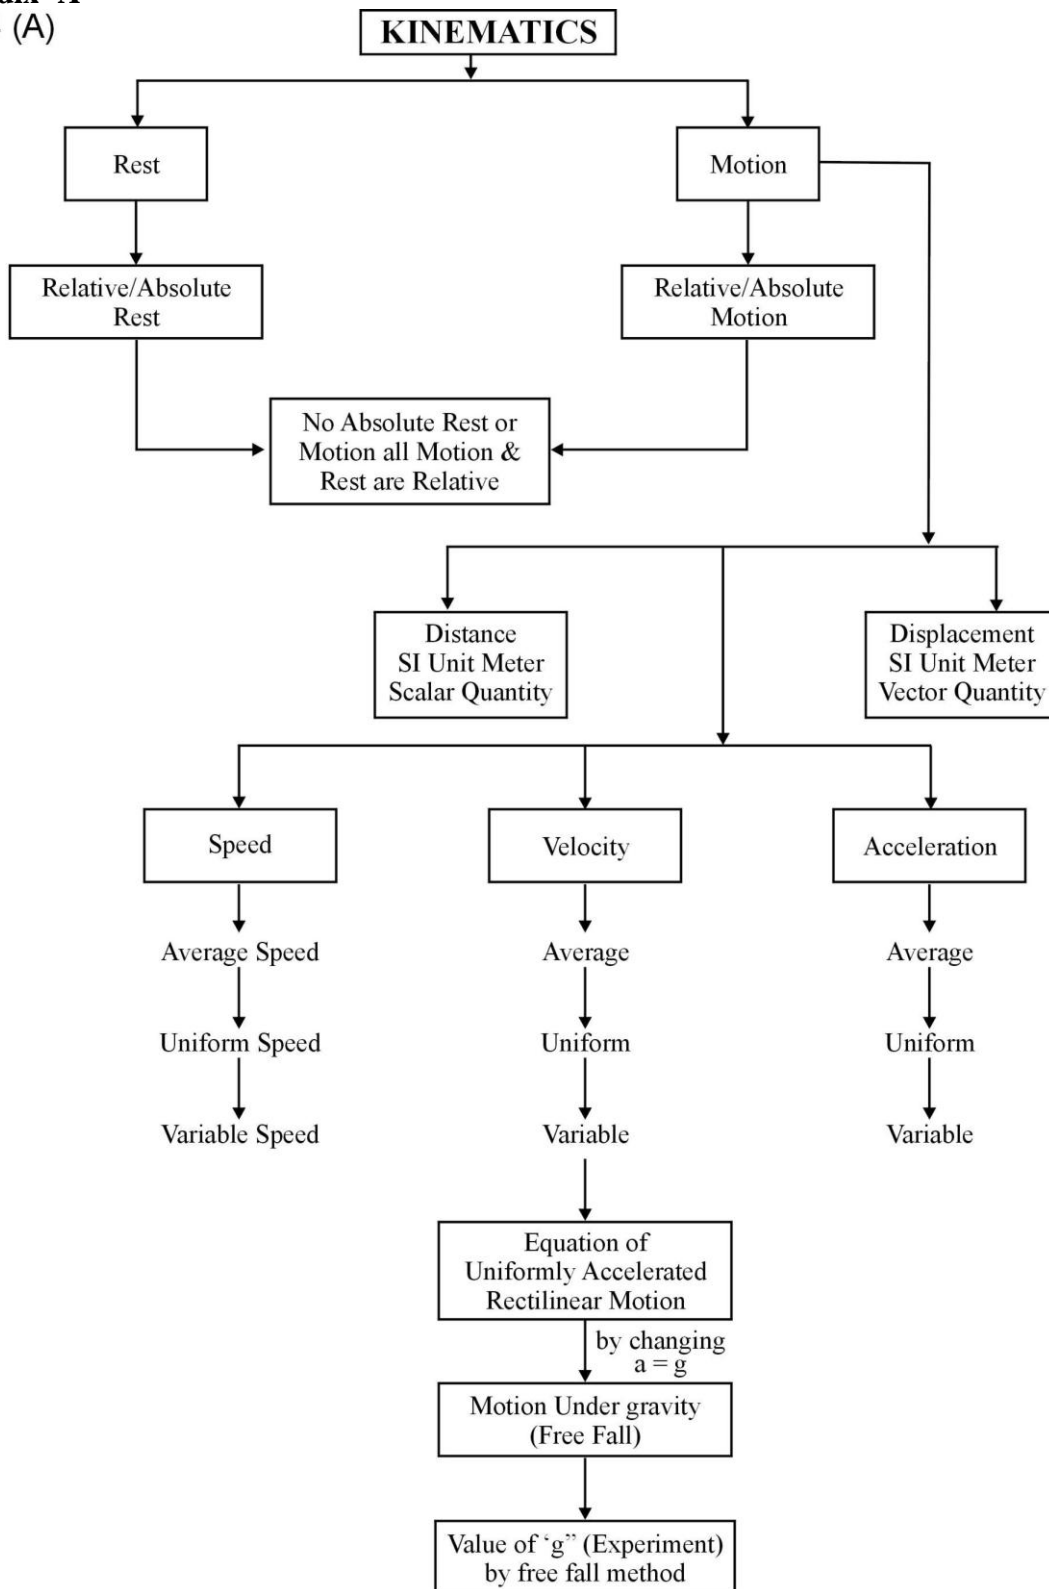 (A)
KINEMATICS
Rest
Motion
Relative/Absolute
Rest
Relative/Absolute
Motion
No Absolute Rest or
Motion all Motion &
Rest are Relative
Distance
SI Unit Meter
Scalar Quantity
Displacement
SI Unit Meter
Vector Quantity
Speed
Velocity
Acceleration
Average Speed
Average
Average
Uniform Speed
Uniform
Uniform
Variable Speed
Variable
Variable
Equation of
Uniformly Accelerated
Rectilinear Motion
by changing
a = g
Motion Under gravity
(Free Fall)
Value of ‘g” (Experiment)
by free fall method